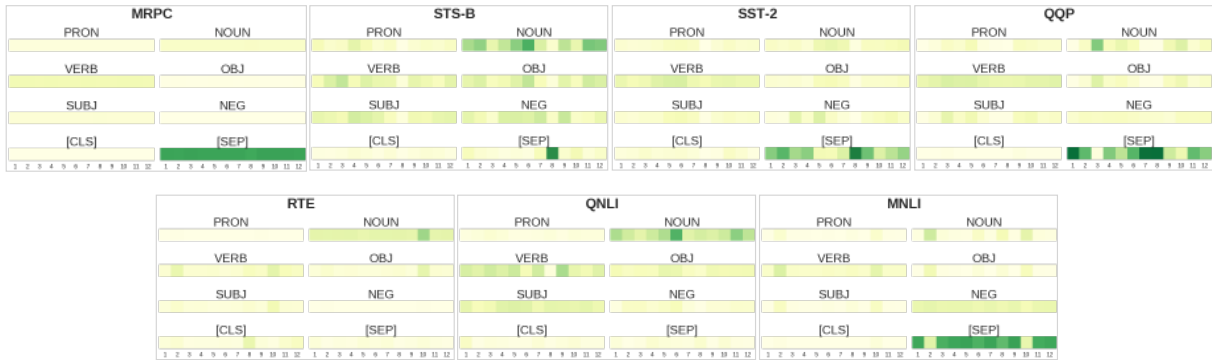 MRPC STS-B SST-2 QQP
PRON NOUN PRON NOUN PRON NOUN PRON NOUN
VERB OBJ VERB OBJ VERB OBJ VERB OBJ
SUBJ NEG SUBJ NEG SUBJ NEG SUBJ NEG
[CLS] [SEP] [CLS] [SEP] [CLS] [SEP] [CLS] [SEP]
1 2 3 4 5 6 7 8 9 10 11 12 1 2 3 4 5 6 7 8 9 10 11 12 1 2 3 4 5 6 7 8 9 10 11 12 1 2 3 4 5 6 7 8 9 10 11 12 1 2 3 4 5 6 7 8 9 10 11 12 1 2 3 4 5 6 7 8 9 10 11 12 1 2 3 4 5 6 7 8 9 10 11 12 1 2 3 4 5 6 7 8 9 10 11 12
RTE QNLI MNLI
PRON NOUN PRON NOUN PRON NOUN
VERB OBJ VERB OBJ VERB OBJ
SUBJ NEG SUBJ NEG SUBJ NEG
[CLS] [SEP] [CLS] [SEP] [CLS] [SEP]
1 2 3 4 5 6 7 8 9 10 11 12 1 2 3 4 5 6 7 8 9 10 11 12 1 2 3 4 5 6 7 8 9 10 11 12 1 2 3 4 5 6 7 8 9 10 11 12 1 2 3 4 5 6 7 8 9 10 11 12 1 2 3 4 5 6 7 8 9 10 11 12